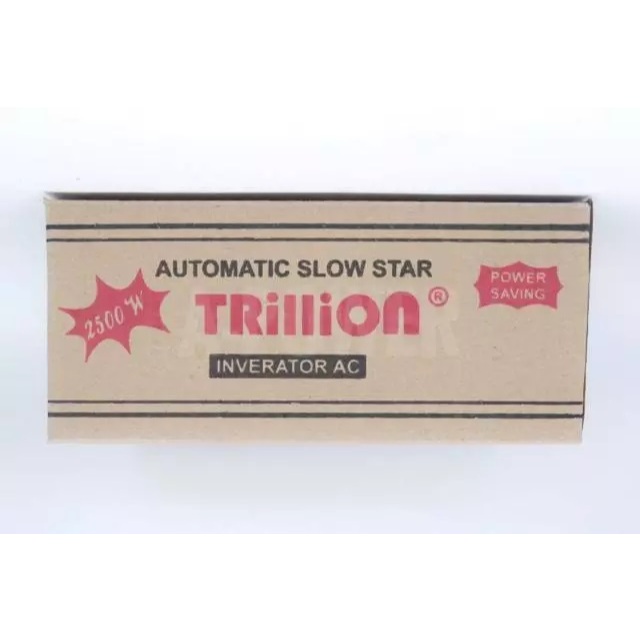 AUTOMATIC SLOW STAR
2500 W
TRilliON®
POWER
SAVING
INVERATOR AC